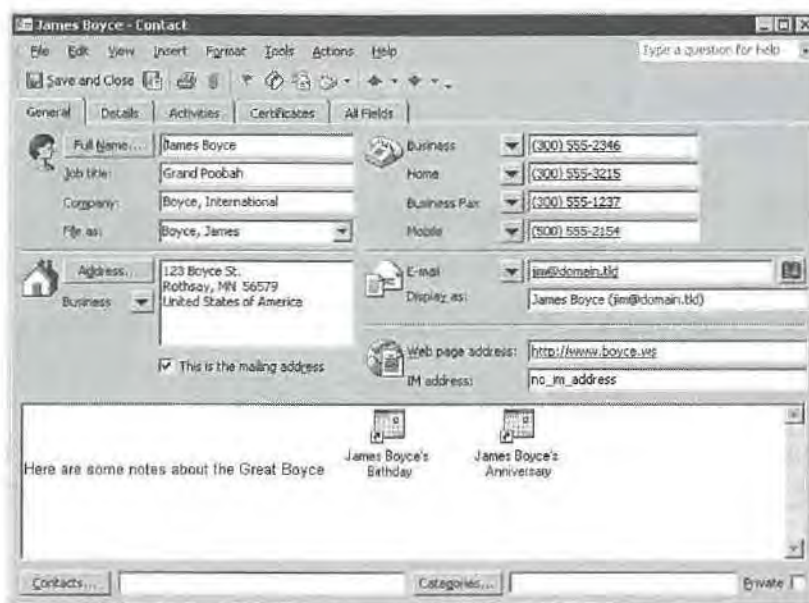 James Boyce - Contact
File Edit View Insert Format Tools Actions Help
Type a question for help
Save and Close
General Details Activities Certificates All Fields
Full Name... James Boyce
Job title: Grand Poobah
Company: Boyce, International
File as: Boyce, James
Business (300) 555-2346
Home (300) 555-3215
Business Fax (300) 555-1237
Mobile (500) 555-2154
Address... 123 Boyce St.
Rothsay, MN 56579
United States of America
Business
This is the mailing address
E-mail jim@domain.tld
Display as: James Boyce (jim@domain.tld)
Web page address: http://www.boyce.ws
IM address: no_im_address
Here are some notes about the Great Boyce
James Boyce's
Birthday
James Boyce's
Anniversary
Contacts... Categories... Private